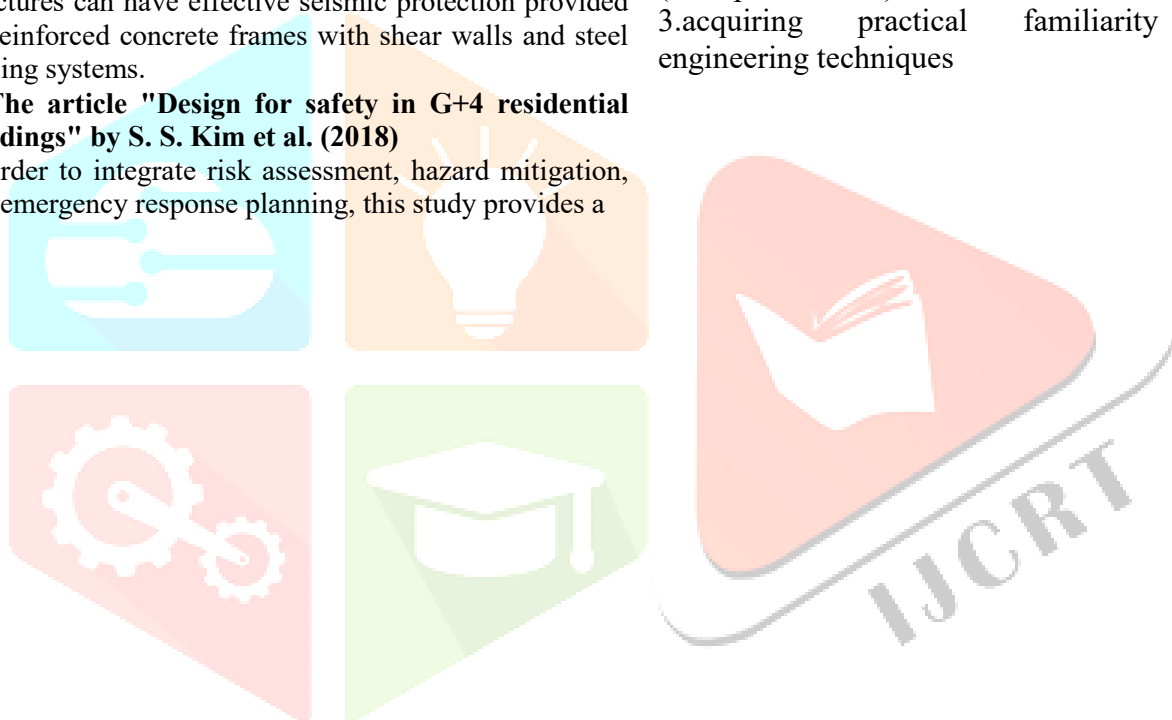 ctures can have effective seismic protection provided
einforced concrete frames with shear walls and steel
ing systems.
The article "Design for safety in G+4 residential
dings" by S. S. Kim et al. (2018)
rder to integrate risk assessment, hazard mitigation,
emergency response planning, this study provides a
3.acquiring practical familiarity
engineering techniques
IJCRT